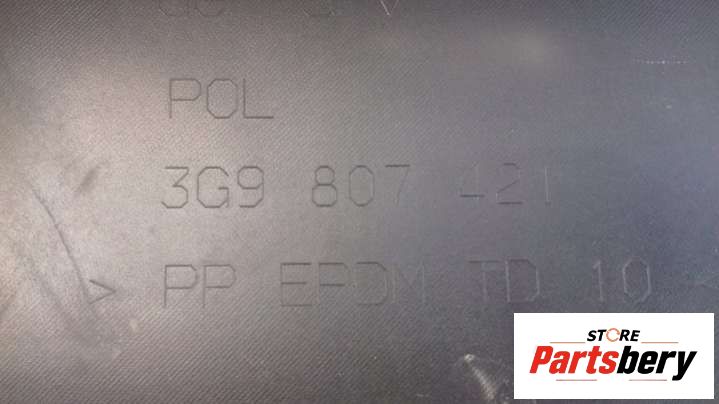 POL
3G9 807 421
> PP EPDM TD 10 <
STORE
Partsbery